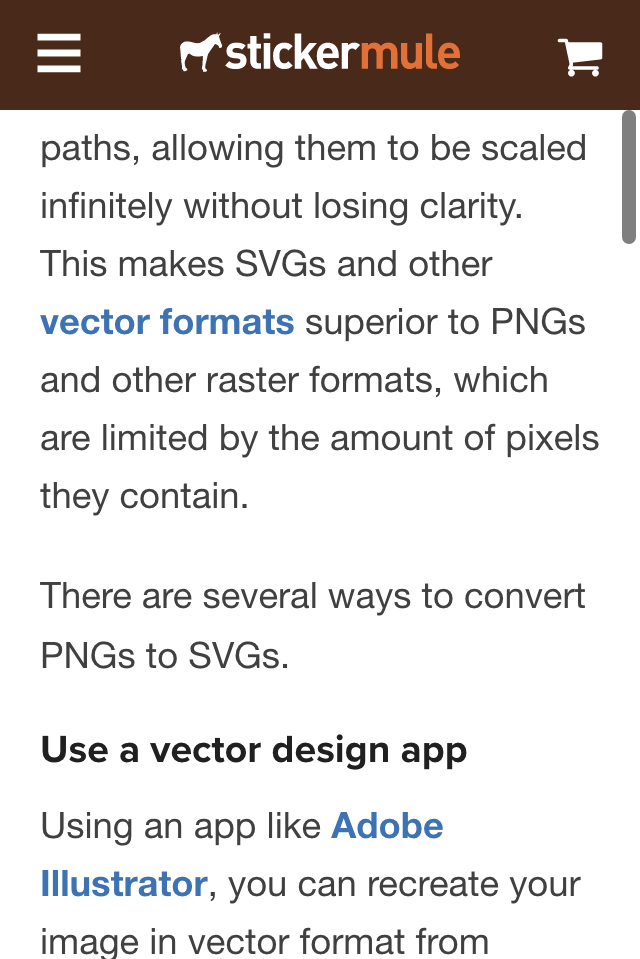 stickermule
paths, allowing them to be scaled
infinitely without losing clarity.
This makes SVGs and other
vector formats superior to PNGs
and other raster formats, which
are limited by the amount of pixels
they contain.
There are several ways to convert
PNGs to SVGs.
Use a vector design app
Using an app like Adobe
Illustrator, you can recreate your
image in vector format from